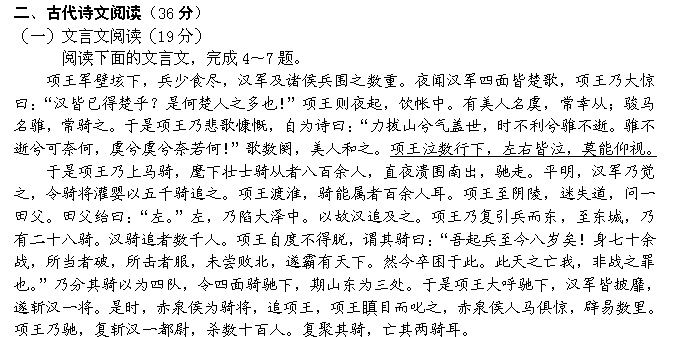 二、古代诗文阅读（36分）
（一）文言文阅读（19分）
阅读下面的文言文，完成4～7题。
项王军壁垓下，兵少食尽，汉军及诸侯兵围之数重。夜闻汉军四面皆楚歌，项王乃大惊
曰：“汉皆已得楚乎？是何楚人之多也！”项王则夜起，饮帐中。有美人名虞，常幸从；骏马
名骓，常骑之。于是项王乃悲歌慷慨，自为诗曰：“力拔山兮气盖世，时不利兮骓不逝。骓不
逝兮可奈何，虞兮虞兮奈若何！”歌数阕，美人和之。项王泣数行下，左右皆泣，莫能仰视。
于是项王乃上马骑，麾下壮士骑从者八百余人，直夜溃围南出，驰走。平明，汉军乃觉
之，令骑将灌婴以五千骑追之。项王渡淮，骑能属者百余人耳。项王至阴陵，迷失道，问一
田父。田父绐曰：“左。”左，乃陷大泽中。以故汉追及之。项王乃复引兵而东，至东城，乃
有二十八骑。汉骑追者数千人。项王自度不得脱，谓其骑曰：“吾起兵至今八岁矣！身七十余
战，所当者破，所击者服，未尝败北，遂霸有天下。然今卒困于此。此天之亡我，非战之罪
也。”乃分其骑以为四队，令四面骑驰下，期山东为三处。于是项王大呼驰下，汉军皆披靡，
遂斩汉一将。是时，赤泉侯为骑将，追项王，项王瞋目而叱之，赤泉侯人马俱惊，辟易数里。
项王乃驰，复斩汉一都尉，杀数十百人。复聚其骑，亡其两骑耳。